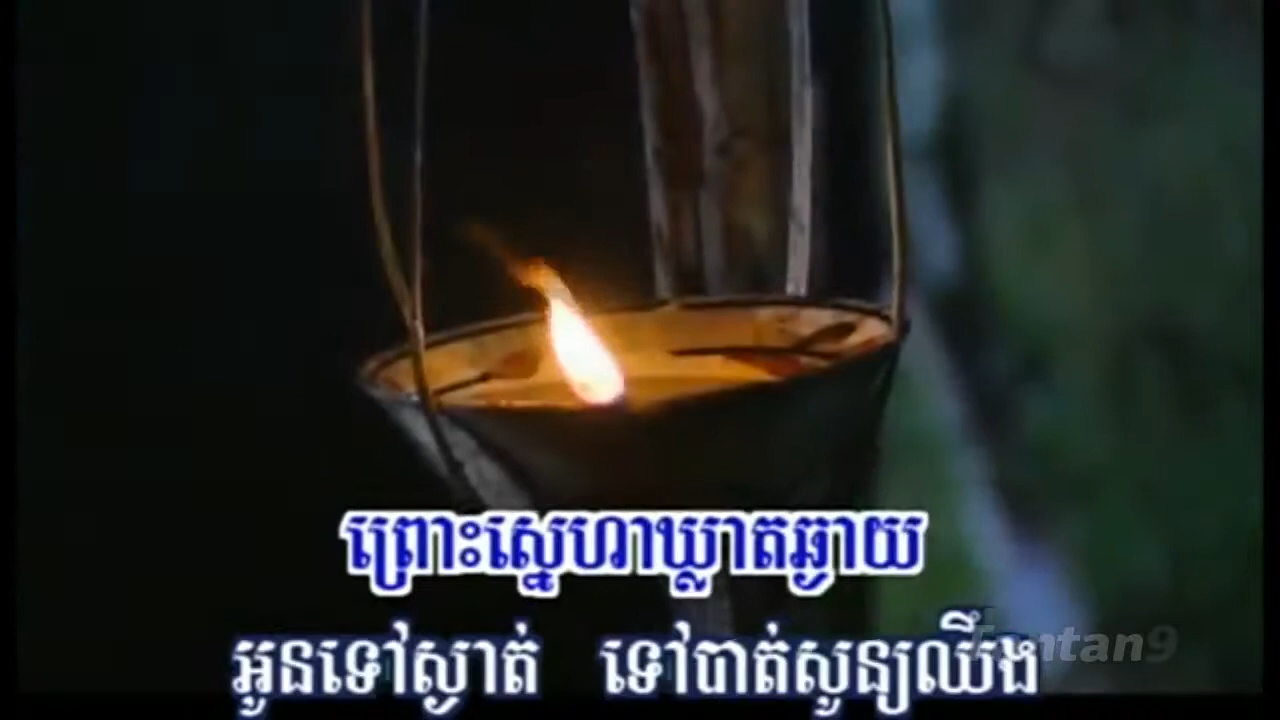 ព្រោះស្នេហាឃ្លាតឆ្ងាយ
អូនទៅស្ងាត់ ទៅបាត់សូន្យឈឹង